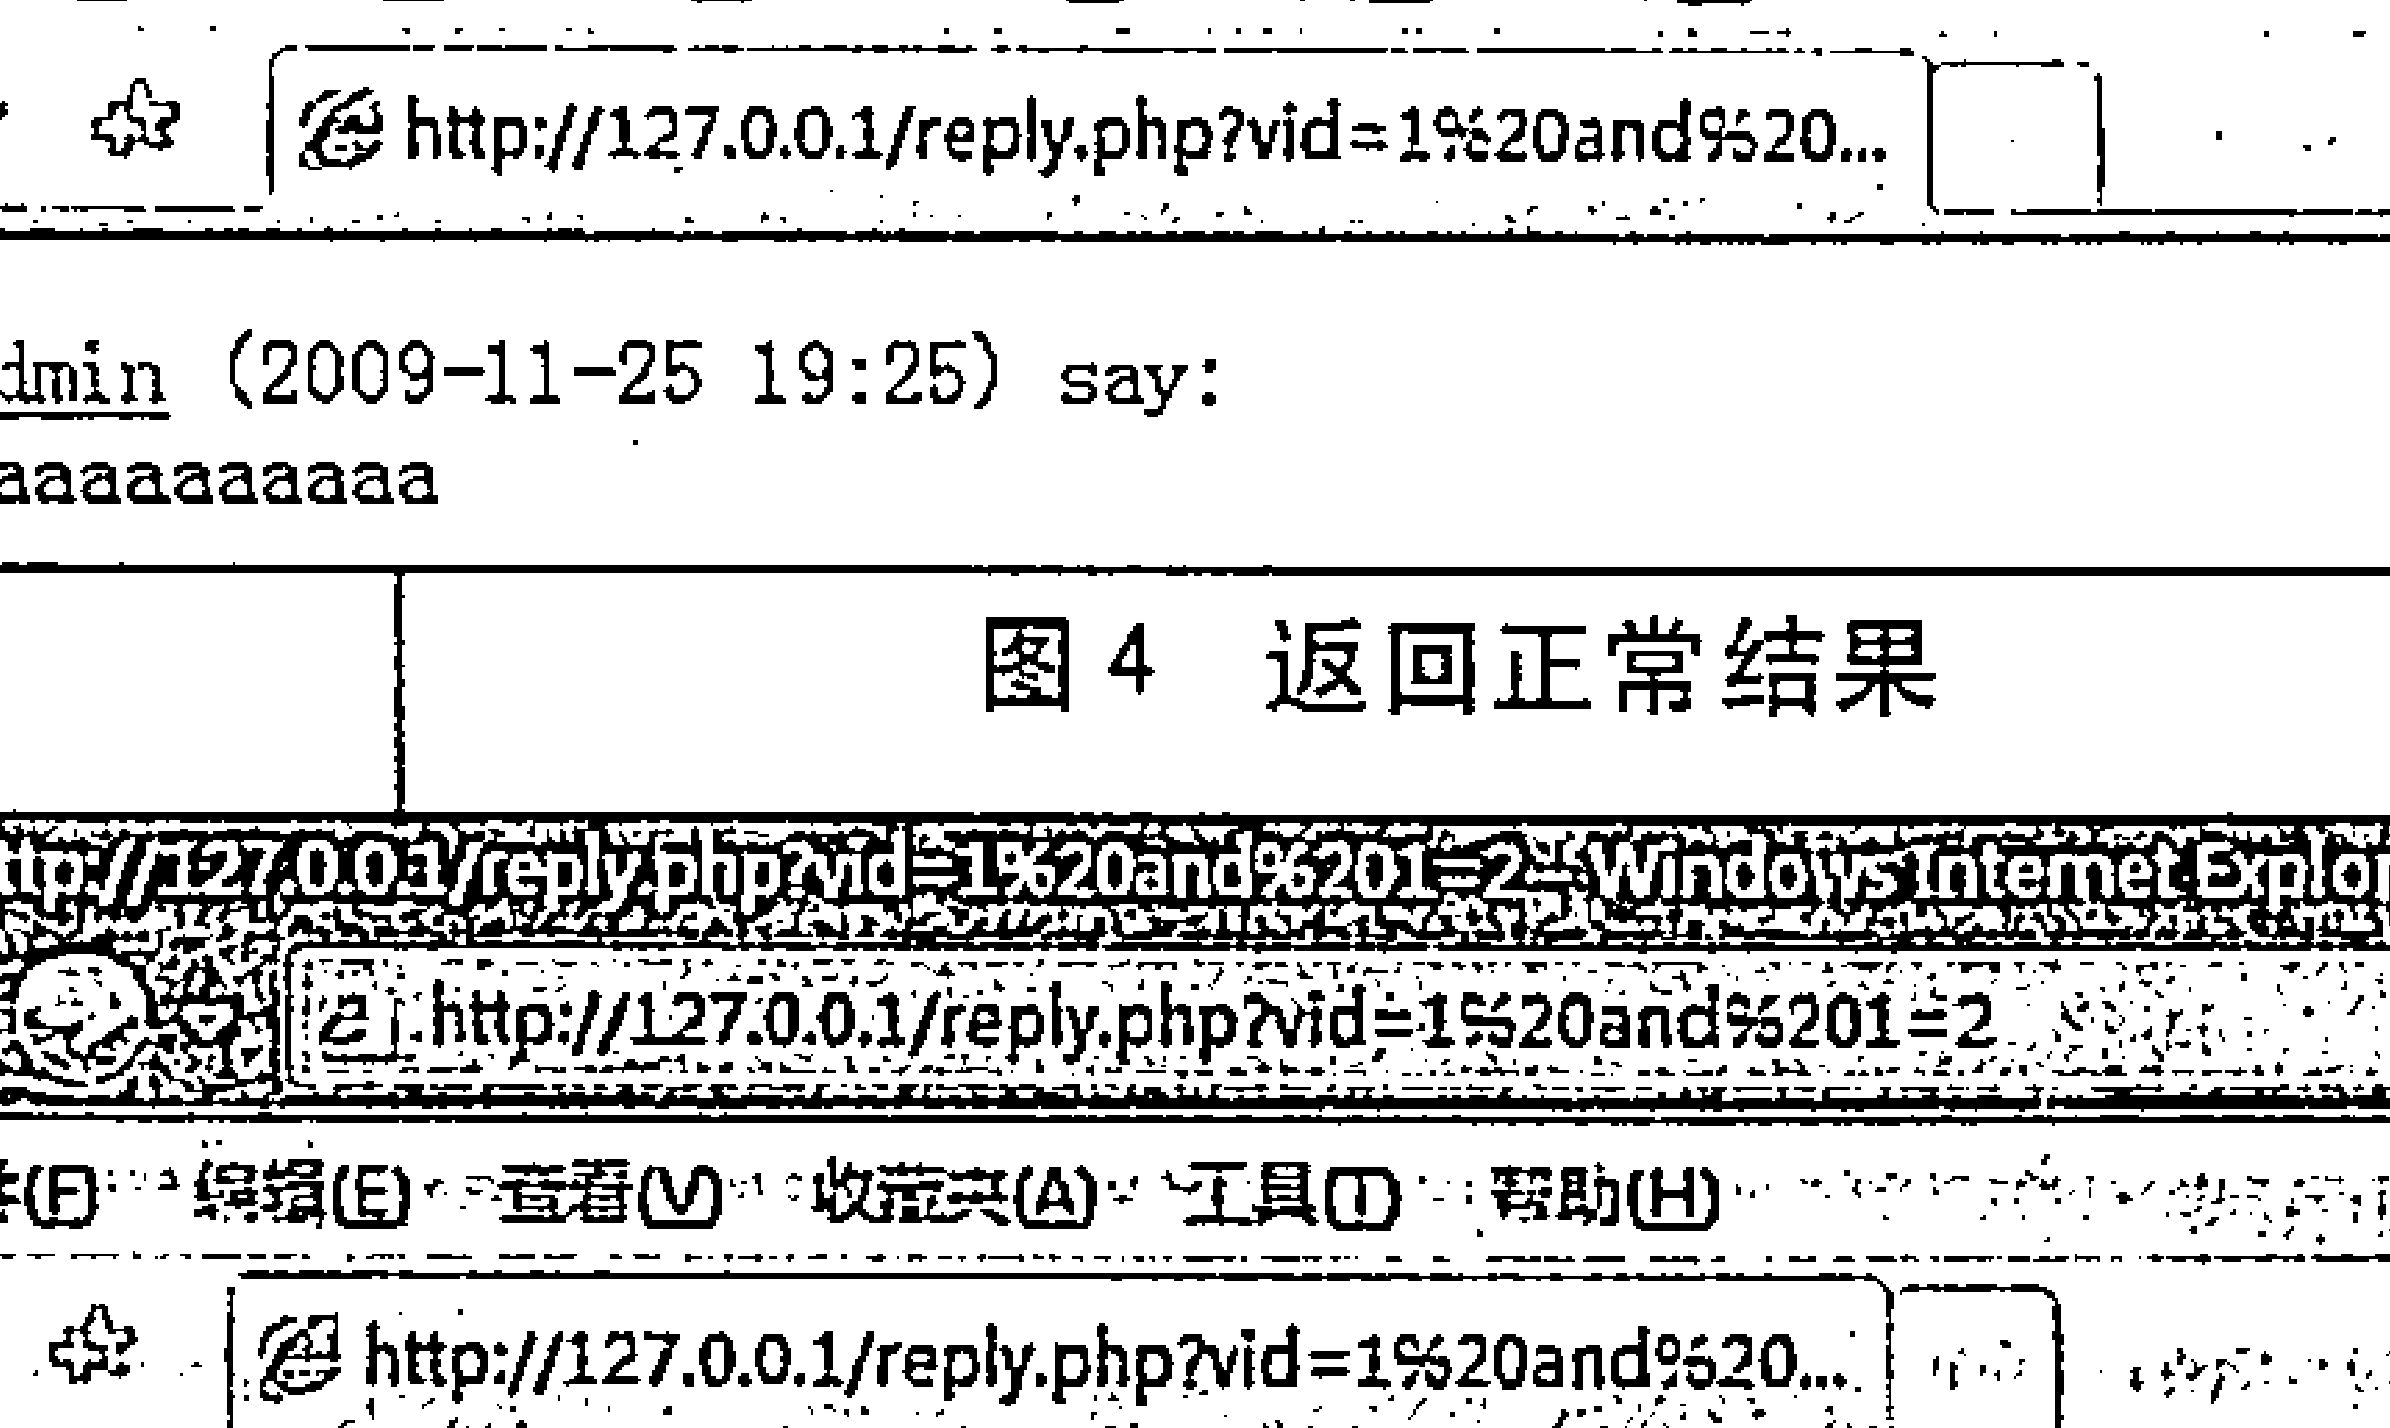 http://127.0.0.1/reply.php?vid=1%20and%20...
dmin (2009-11-25 19:25) say:
aaaaaaaaaa
图 4 返回正常结果
ttp://127.0.0.1/reply.php?vid=1%20and%201=2 - Windows Internet Explor
http://127.0.0.1/reply.php?vid=1%20and%201=2
(F) 编辑(E) 查看(V) 收藏夹(A) 工具(T) 帮助(H)
http://127.0.0.1/reply.php?vid=1%20and%20...